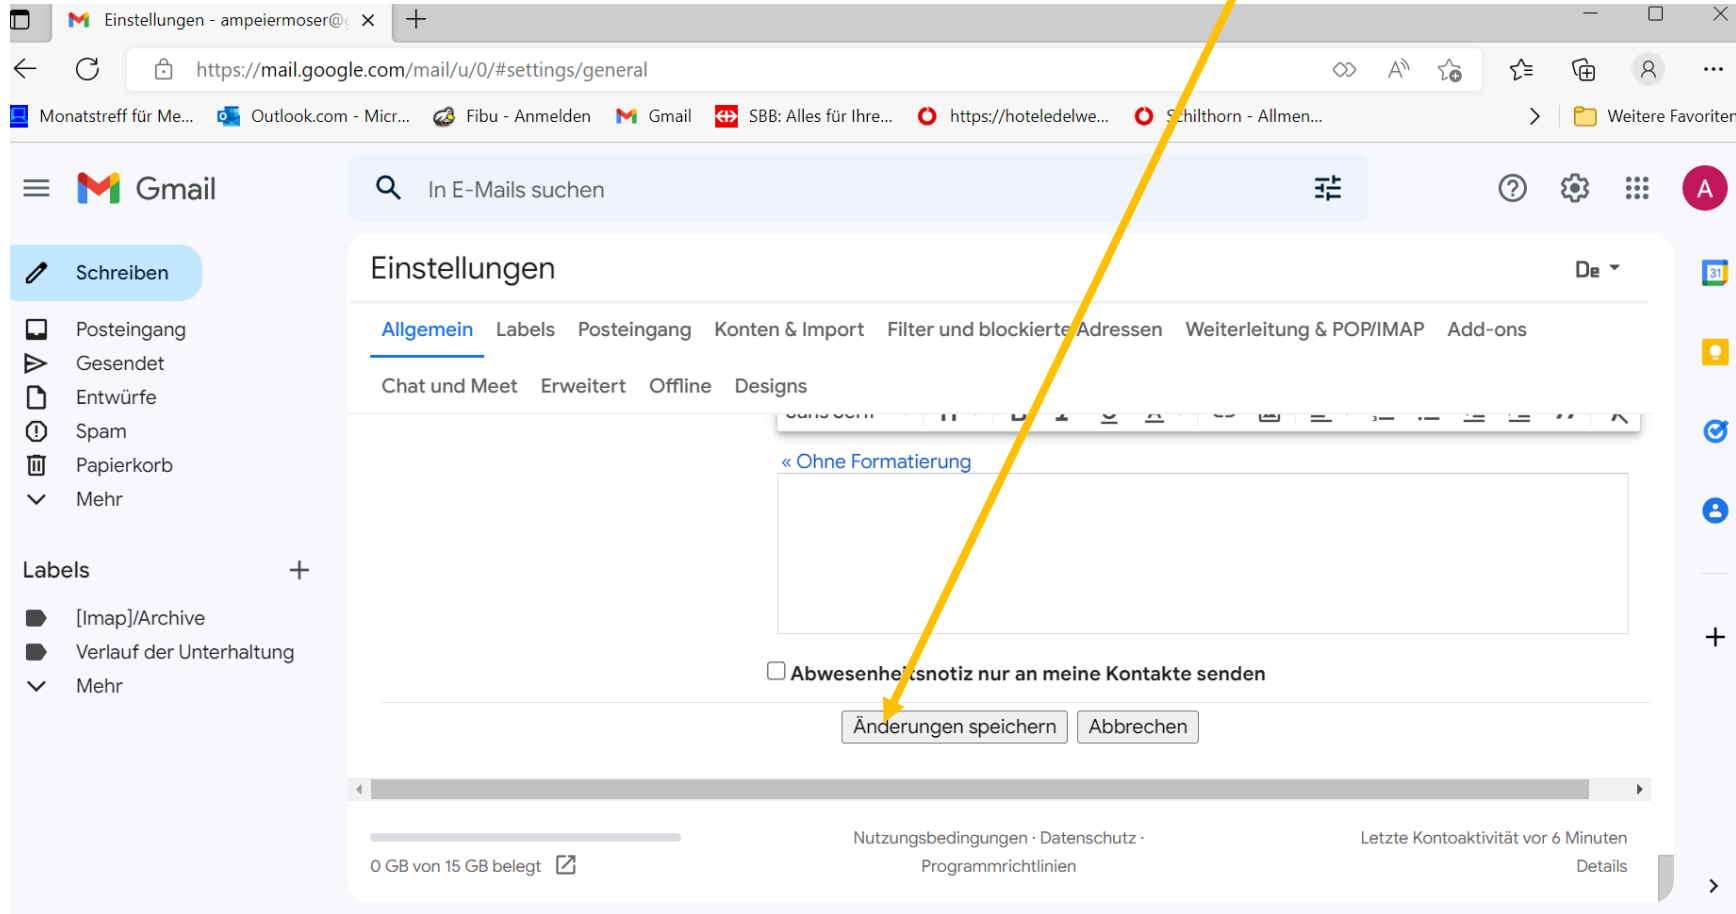 Einstellungen - ampeiermoser@g
https://mail.google.com/mail/u/0/#settings/general
Monatstreff für Me... Outlook.com - Micr... Fibu - Anmelden Gmail SBB: Alles für Ihre... https://hoteledelwe... Schilthorn - Allmen... Weitere Favoriten
Gmail
In E-Mails suchen
A
Schreiben
Posteingang
Gesendet
Entwürfe
Spam
Papierkorb
Mehr
Labels
[Imap]/Archive
Verlauf der Unterhaltung
Mehr
Einstellungen
De
Allgemein Labels Posteingang Konten & Import Filter und blockierte Adressen Weiterleitung & POP/IMAP Add-ons
Chat und Meet Erweitert Offline Designs
« Ohne Formatierung
Abwesenheitsnotiz nur an meine Kontakte senden
Änderungen speichern Abbrechen
0 GB von 15 GB belegt
Nutzungsbedingungen · Datenschutz ·
Programmrichtlinien
Letzte Kontoaktivität vor 6 Minuten
Details
31